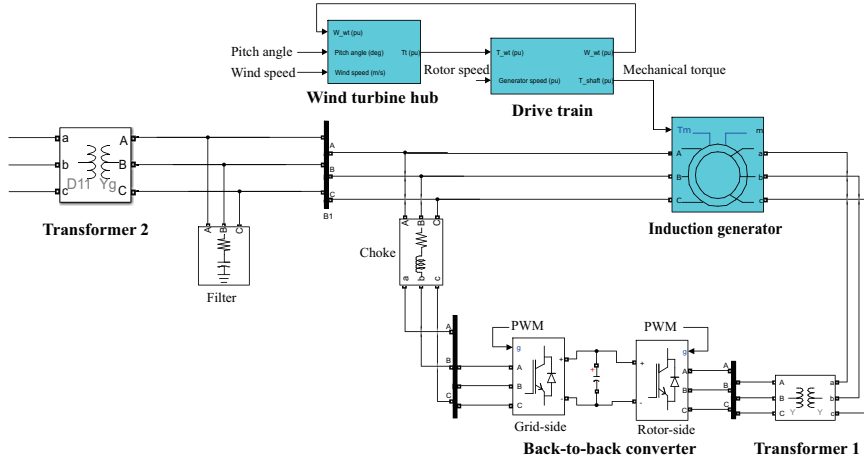 W_wt (pu)
Pitch angle (deg) Tt (pu)
Wind speed (m/s)
Pitch angle
Wind speed
Wind turbine hub
T_wt (pu) W_wt (pu)
Generator speed (pu) T_shaft (pu)
Rotor speed
Drive train
Mechanical torque
Tm m
A a
B b
C c
Induction generator
a A
b B
c C
D11 Yg
Transformer 2
A
B
C
B1
A B C
Filter
A B C
Choke
a b c
A
B
C
PWM
g
A
B
C
+
-
Grid-side
+
PWM
g
+
-
A
B
C
Rotor-side
Back-to-back converter
A
B
C
A a
B b
C c
Y Y
Transformer 1